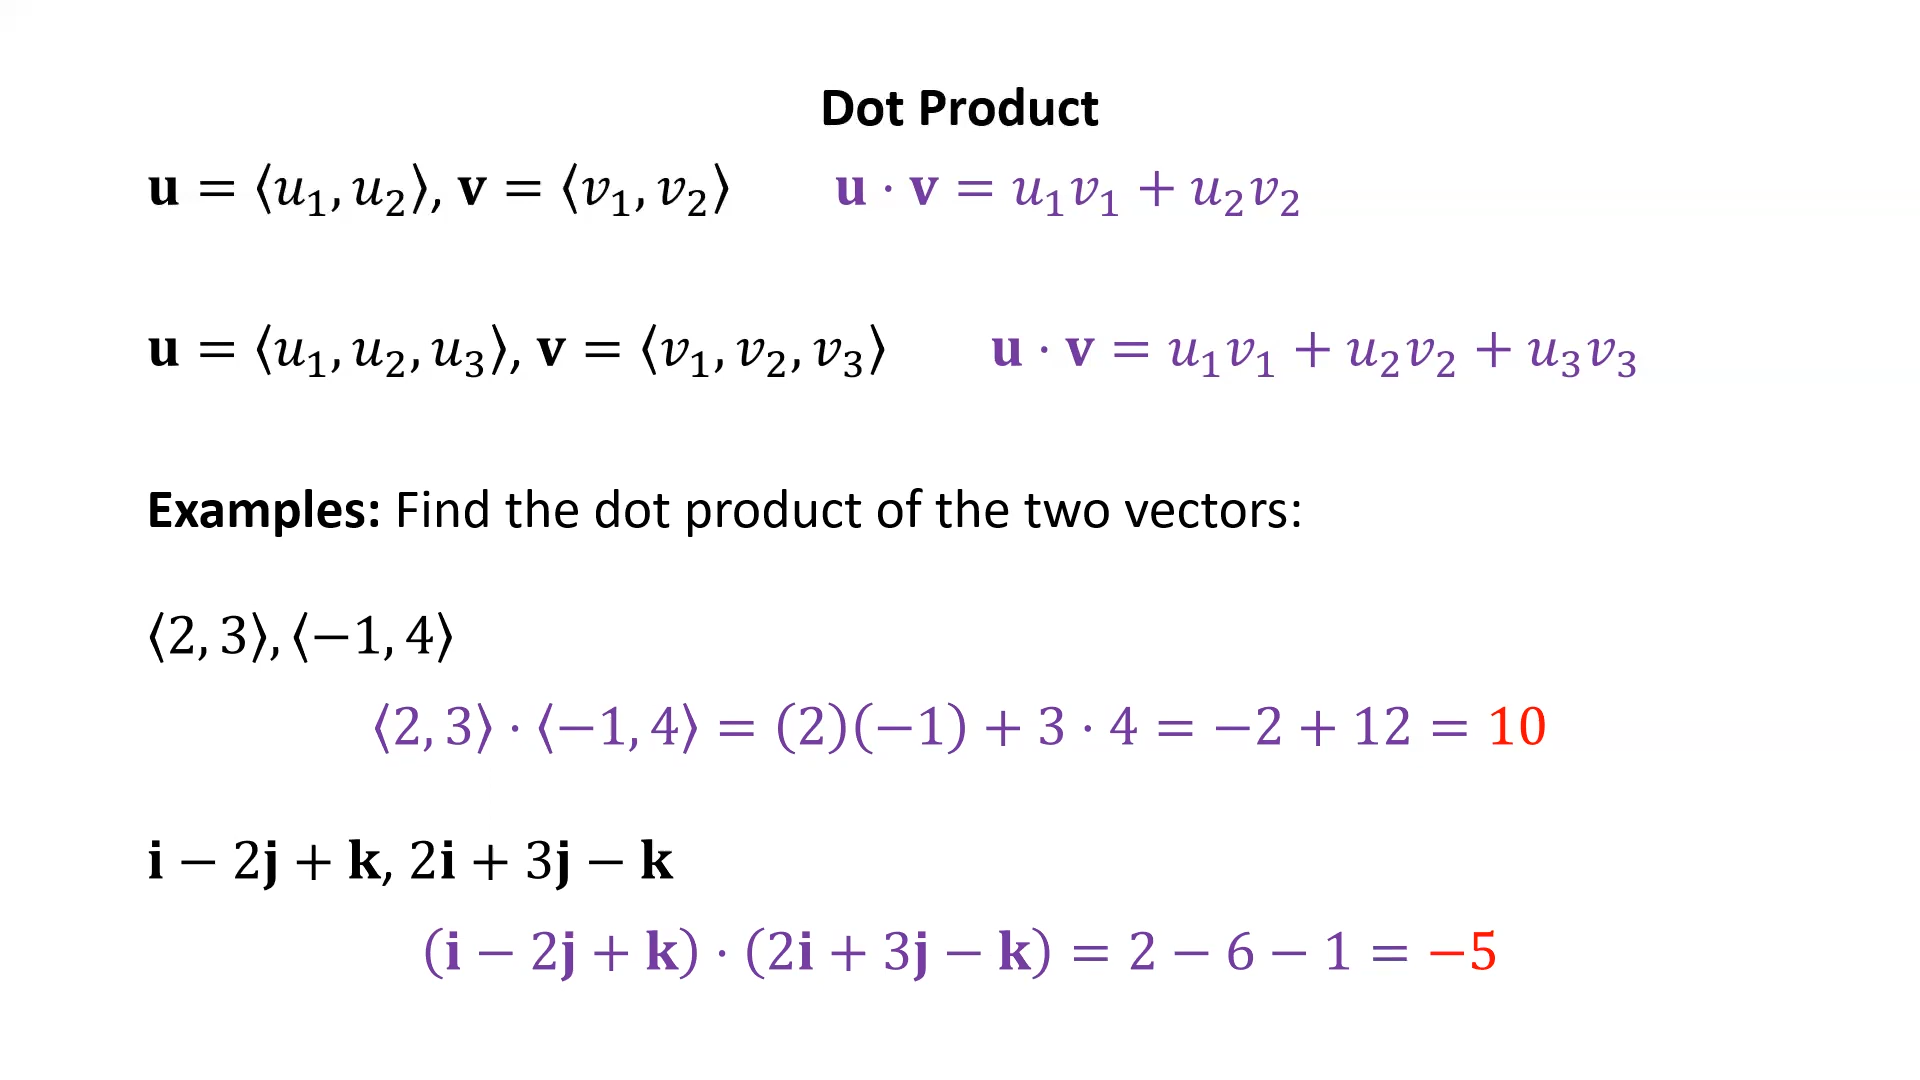 Dot Product
𝐮 = ⟨𝑢₁, 𝑢₂⟩, 𝐯 = ⟨𝑣₁, 𝑣₂⟩ 𝐮 · 𝐯 = 𝑢₁𝑣₁ + 𝑢₂𝑣₂
𝐮 = ⟨𝑢₁, 𝑢₂, 𝑢₃⟩, 𝐯 = ⟨𝑣₁, 𝑣₂, 𝑣₃⟩ 𝐮 · 𝐯 = 𝑢₁𝑣₁ + 𝑢₂𝑣₂ + 𝑢₃𝑣₃
Examples: Find the dot product of the two vectors:
⟨2, 3⟩, ⟨−1, 4⟩
⟨2, 3⟩ · ⟨−1, 4⟩ = (2)(−1) + 3 · 4 = −2 + 12 = 10
𝐢 − 2𝐣 + 𝐤, 2𝐢 + 3𝐣 − 𝐤
(𝐢 − 2𝐣 + 𝐤) · (2𝐢 + 3𝐣 − 𝐤) = 2 − 6 − 1 = −5